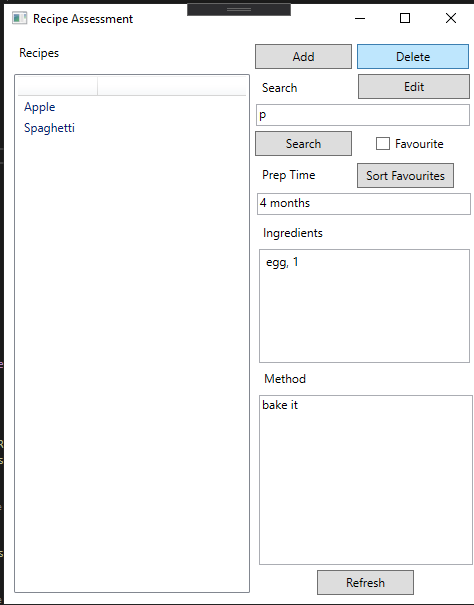 Recipe Assessment
Recipes
Add
Delete
Search
Edit
p
Search
Favourite
Prep Time
Sort Favourites
4 months
Ingredients
egg, 1
Method
bake it
Apple
Spaghetti
Refresh